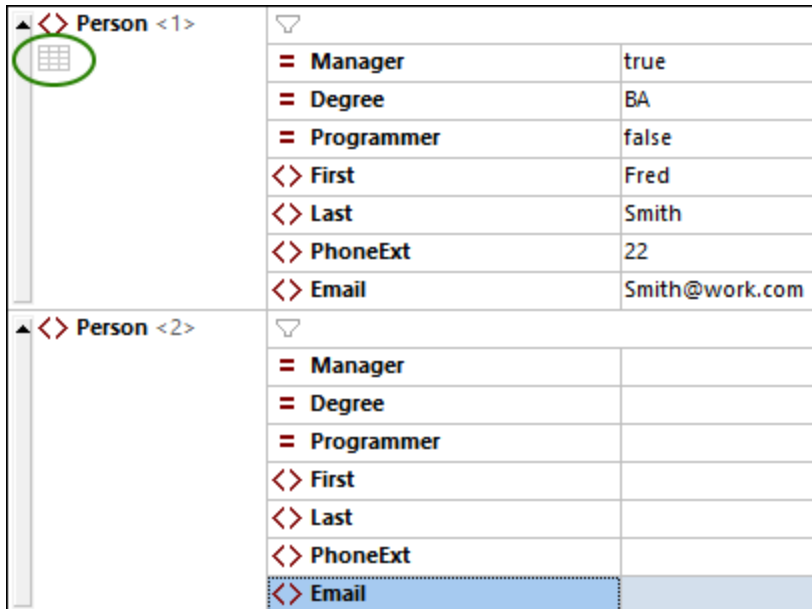 Person <1>
= Manager true
= Degree BA
= Programmer false
<> First Fred
<> Last Smith
<> PhoneExt 22
<> Email Smith@work.com
Person <2>
= Manager
= Degree
= Programmer
<> First
<> Last
<> PhoneExt
<> Email